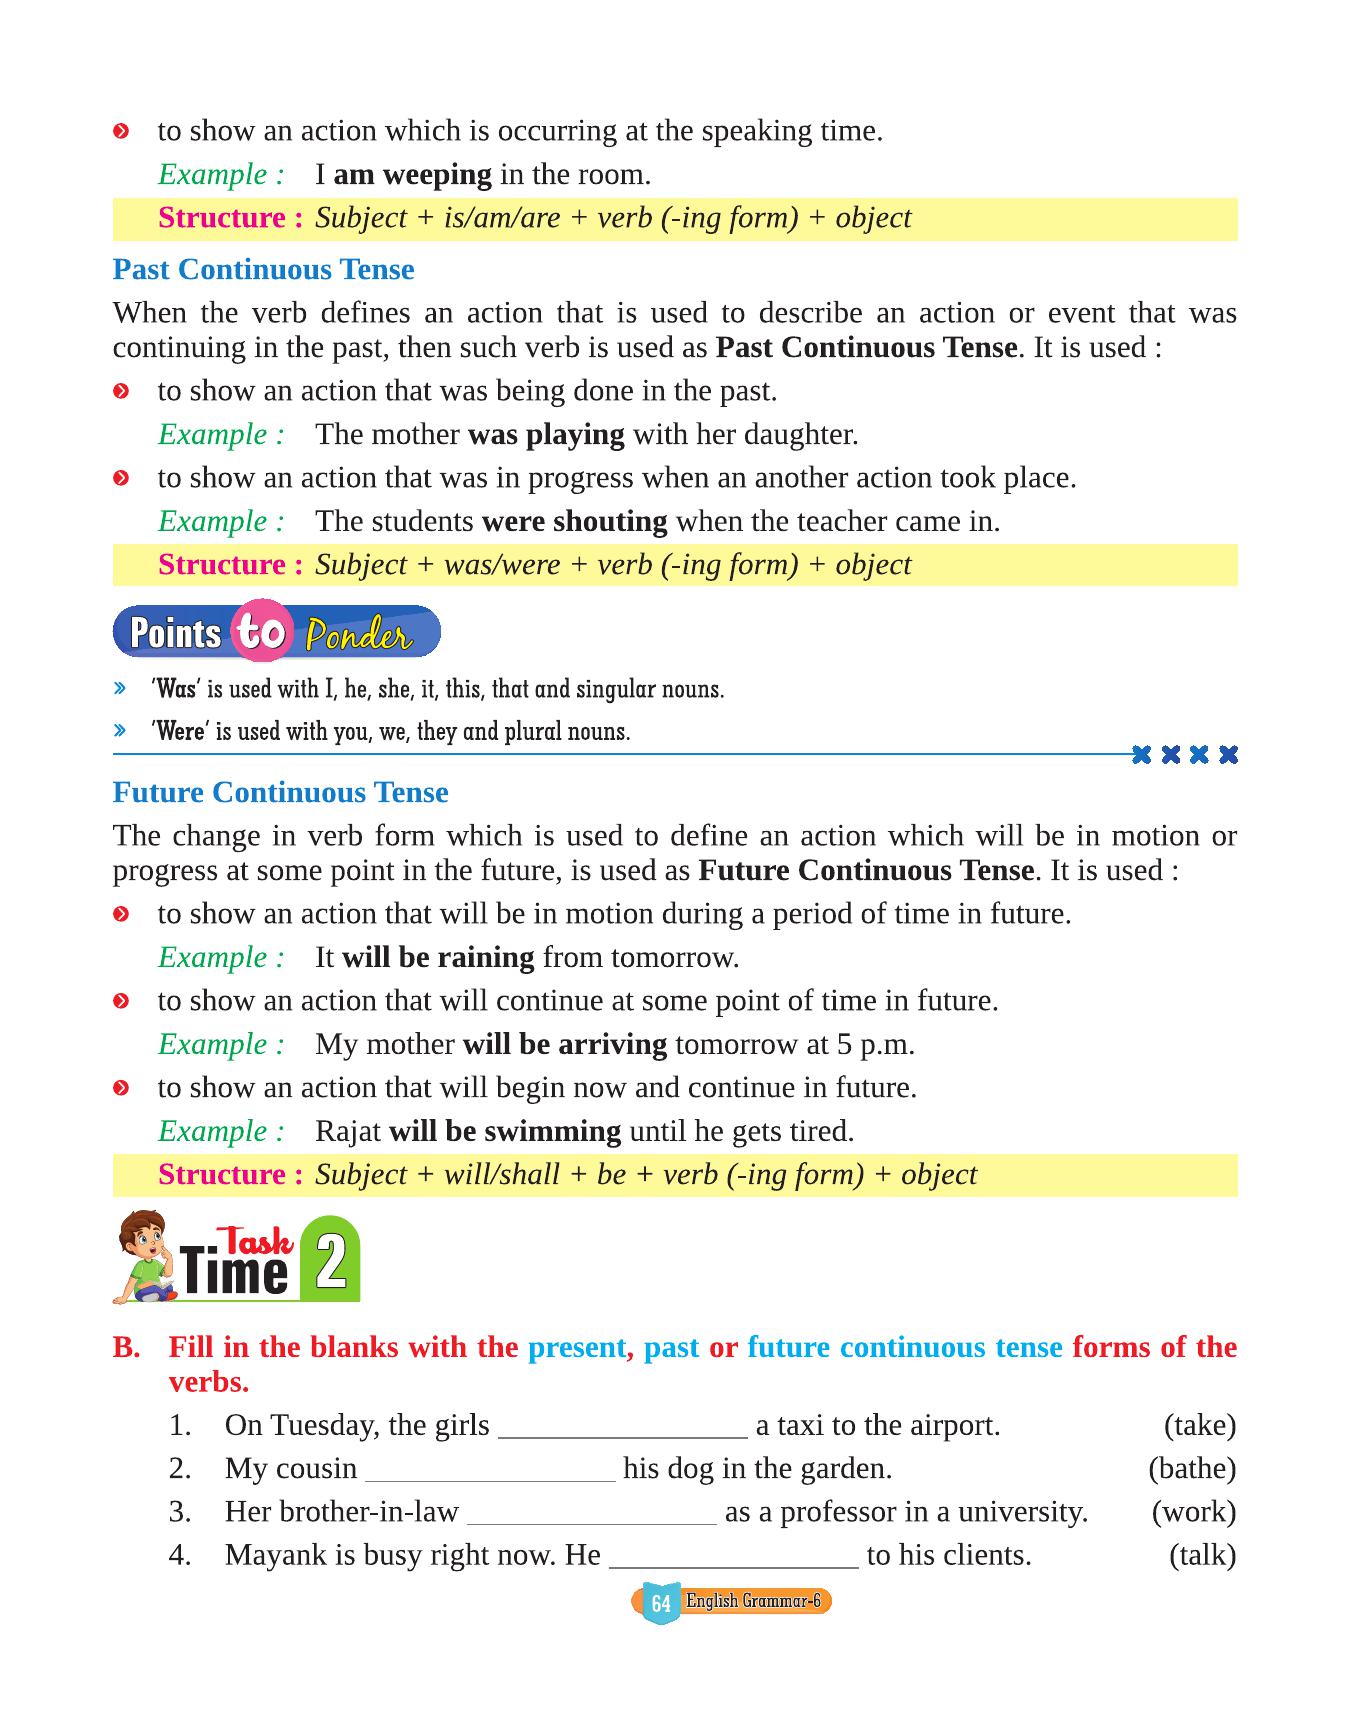 to show an action which is occurring at the speaking time.
Example : I am weeping in the room.
Structure : Subject + is/am/are + verb (-ing form) + object
Past Continuous Tense
When the verb defines an action that is used to describe an action or event that was
continuing in the past, then such verb is used as Past Continuous Tense. It is used :
to show an action that was being done in the past.
Example : The mother was playing with her daughter.
to show an action that was in progress when an another action took place.
Example : The students were shouting when the teacher came in.
Structure : Subject + was/were + verb (-ing form) + object
Points to Ponder
'Was' is used with I, he, she, it, this, that and singular nouns.
'Were' is used with you, we, they and plural nouns.
Future Continuous Tense
The change in verb form which is used to define an action which will be in motion or
progress at some point in the future, is used as Future Continuous Tense. It is used :
to show an action that will be in motion during a period of time in future.
Example : It will be raining from tomorrow.
to show an action that will continue at some point of time in future.
Example : My mother will be arriving tomorrow at 5 p.m.
to show an action that will begin now and continue in future.
Example : Rajat will be swimming until he gets tired.
Structure : Subject + will/shall + be + verb (-ing form) + object
Task
Time 2
B. Fill in the blanks with the present, past or future continuous tense forms of the
verbs.
1. On Tuesday, the girls ________________ a taxi to the airport. (take)
2. My cousin ________________ his dog in the garden. (bathe)
3. Her brother-in-law ________________ as a professor in a university. (work)
4. Mayank is busy right now. He ________________ to his clients. (talk)
64 English Grammar-6